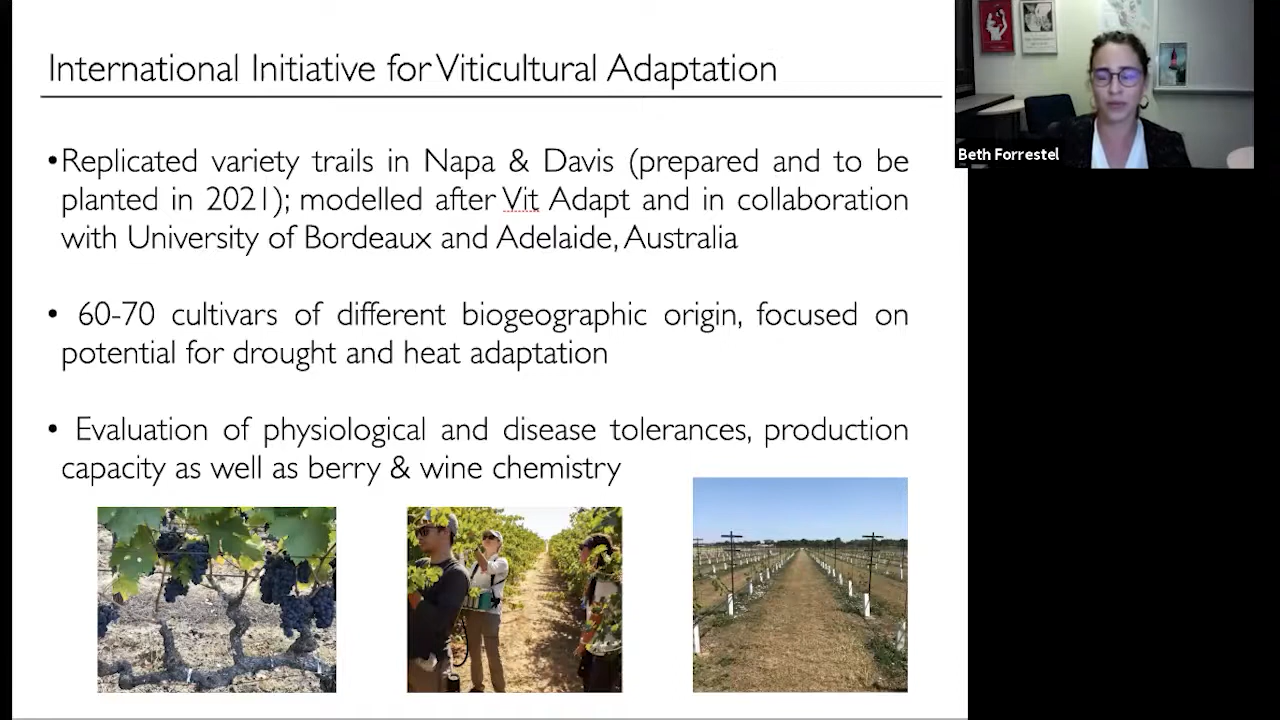 International Initiative for Viticultural Adaptation
•Replicated variety trails in Napa & Davis (prepared and to be
planted in 2021); modelled after Vit Adapt and in collaboration
with University of Bordeaux and Adelaide, Australia
• 60-70 cultivars of different biogeographic origin, focused on
potential for drought and heat adaptation
• Evaluation of physiological and disease tolerances, production
capacity as well as berry & wine chemistry
Beth Forrestel